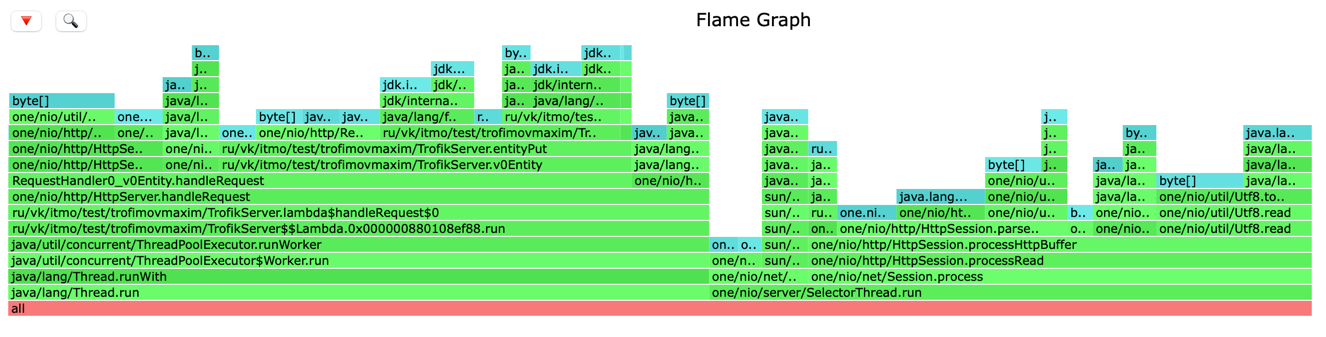 Flame Graph
b..
by..
jdk..
j..
jdk...
ja..
jdk.i..
jdk..
ja..
j..
jdk.i..
jdk/..
ja..
jdk/intern..
byte[]
java/l..
jdk/interna..
ja..
java/lang/..
byte[]
one/nio/util/..
one...
java/l..
byte[]
jav..
jav..
java/lang/f..
r..
ru/vk/itmo/tes..
java..
java..
j..
one/nio/http/..
one/..
java/l..
one..
one/nio/http/Re..
ru/vk/itmo/test/trofimovmaxim/Tr..
jav..
java..
java..
j..
by..
java.la..
one/nio/http/HttpSe..
one/ni..
ru/vk/itmo/test/trofimovmaxim/TrofikServer.entityPut
java/lang..
java..
ru..
j..
ja..
java/la..
one/nio/http/HttpSe..
one/ni..
ru/vk/itmo/test/trofimovmaxim/TrofikServer.v0Entity
java/lang..
java..
ja..
byte[]
j..
ja..
java/la..
java/la..
RequestHandler0_v0Entity.handleRequest
one/nio/h..
java..
ja..
one/nio/u..
j..
java/la..
byte[]
java/la..
one/nio/http/HttpServer.handleRequest
sun/..
ja..
java.lang...
one/nio/u..
j..
java/la..
one/nio/util/Utf8.to..
ru/vk/itmo/test/trofimovmaxim/TrofikServer.lambda$handleRequest$0
sun/..
ru..
one.ni..
one/nio/ht..
one/nio/u..
b..
one/nio..
one/nio/util/Utf8.read
ru/vk/itmo/test/trofimovmaxim/TrofikServer$$Lambda.0x000000880108ef88.run
sun/..
on..
one/nio/http/HttpSession.parse..
o..
one/nio..
one/nio/util/Utf8.read
java/util/concurrent/ThreadPoolExecutor.runWorker
on..
o..
sun/..
one/nio/http/HttpSession.processHttpBuffer
java/util/concurrent/ThreadPoolExecutor$Worker.run
one/ni..
sun/..
one/nio/http/HttpSession.processRead
java/lang/Thread.runWith
one/nio/net/..
one/nio/net/Session.process
java/lang/Thread.run
one/nio/server/SelectorThread.run
all